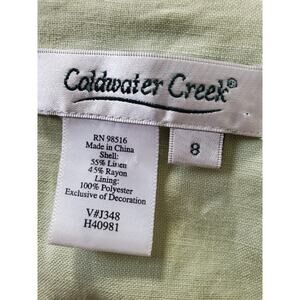 Coldwater Creek®
8
RN 98516
Made in China
Shell:
55% Linen
45% Rayon
Lining:
100% Polyester
Exclusive of Decoration
V#J348
H40981